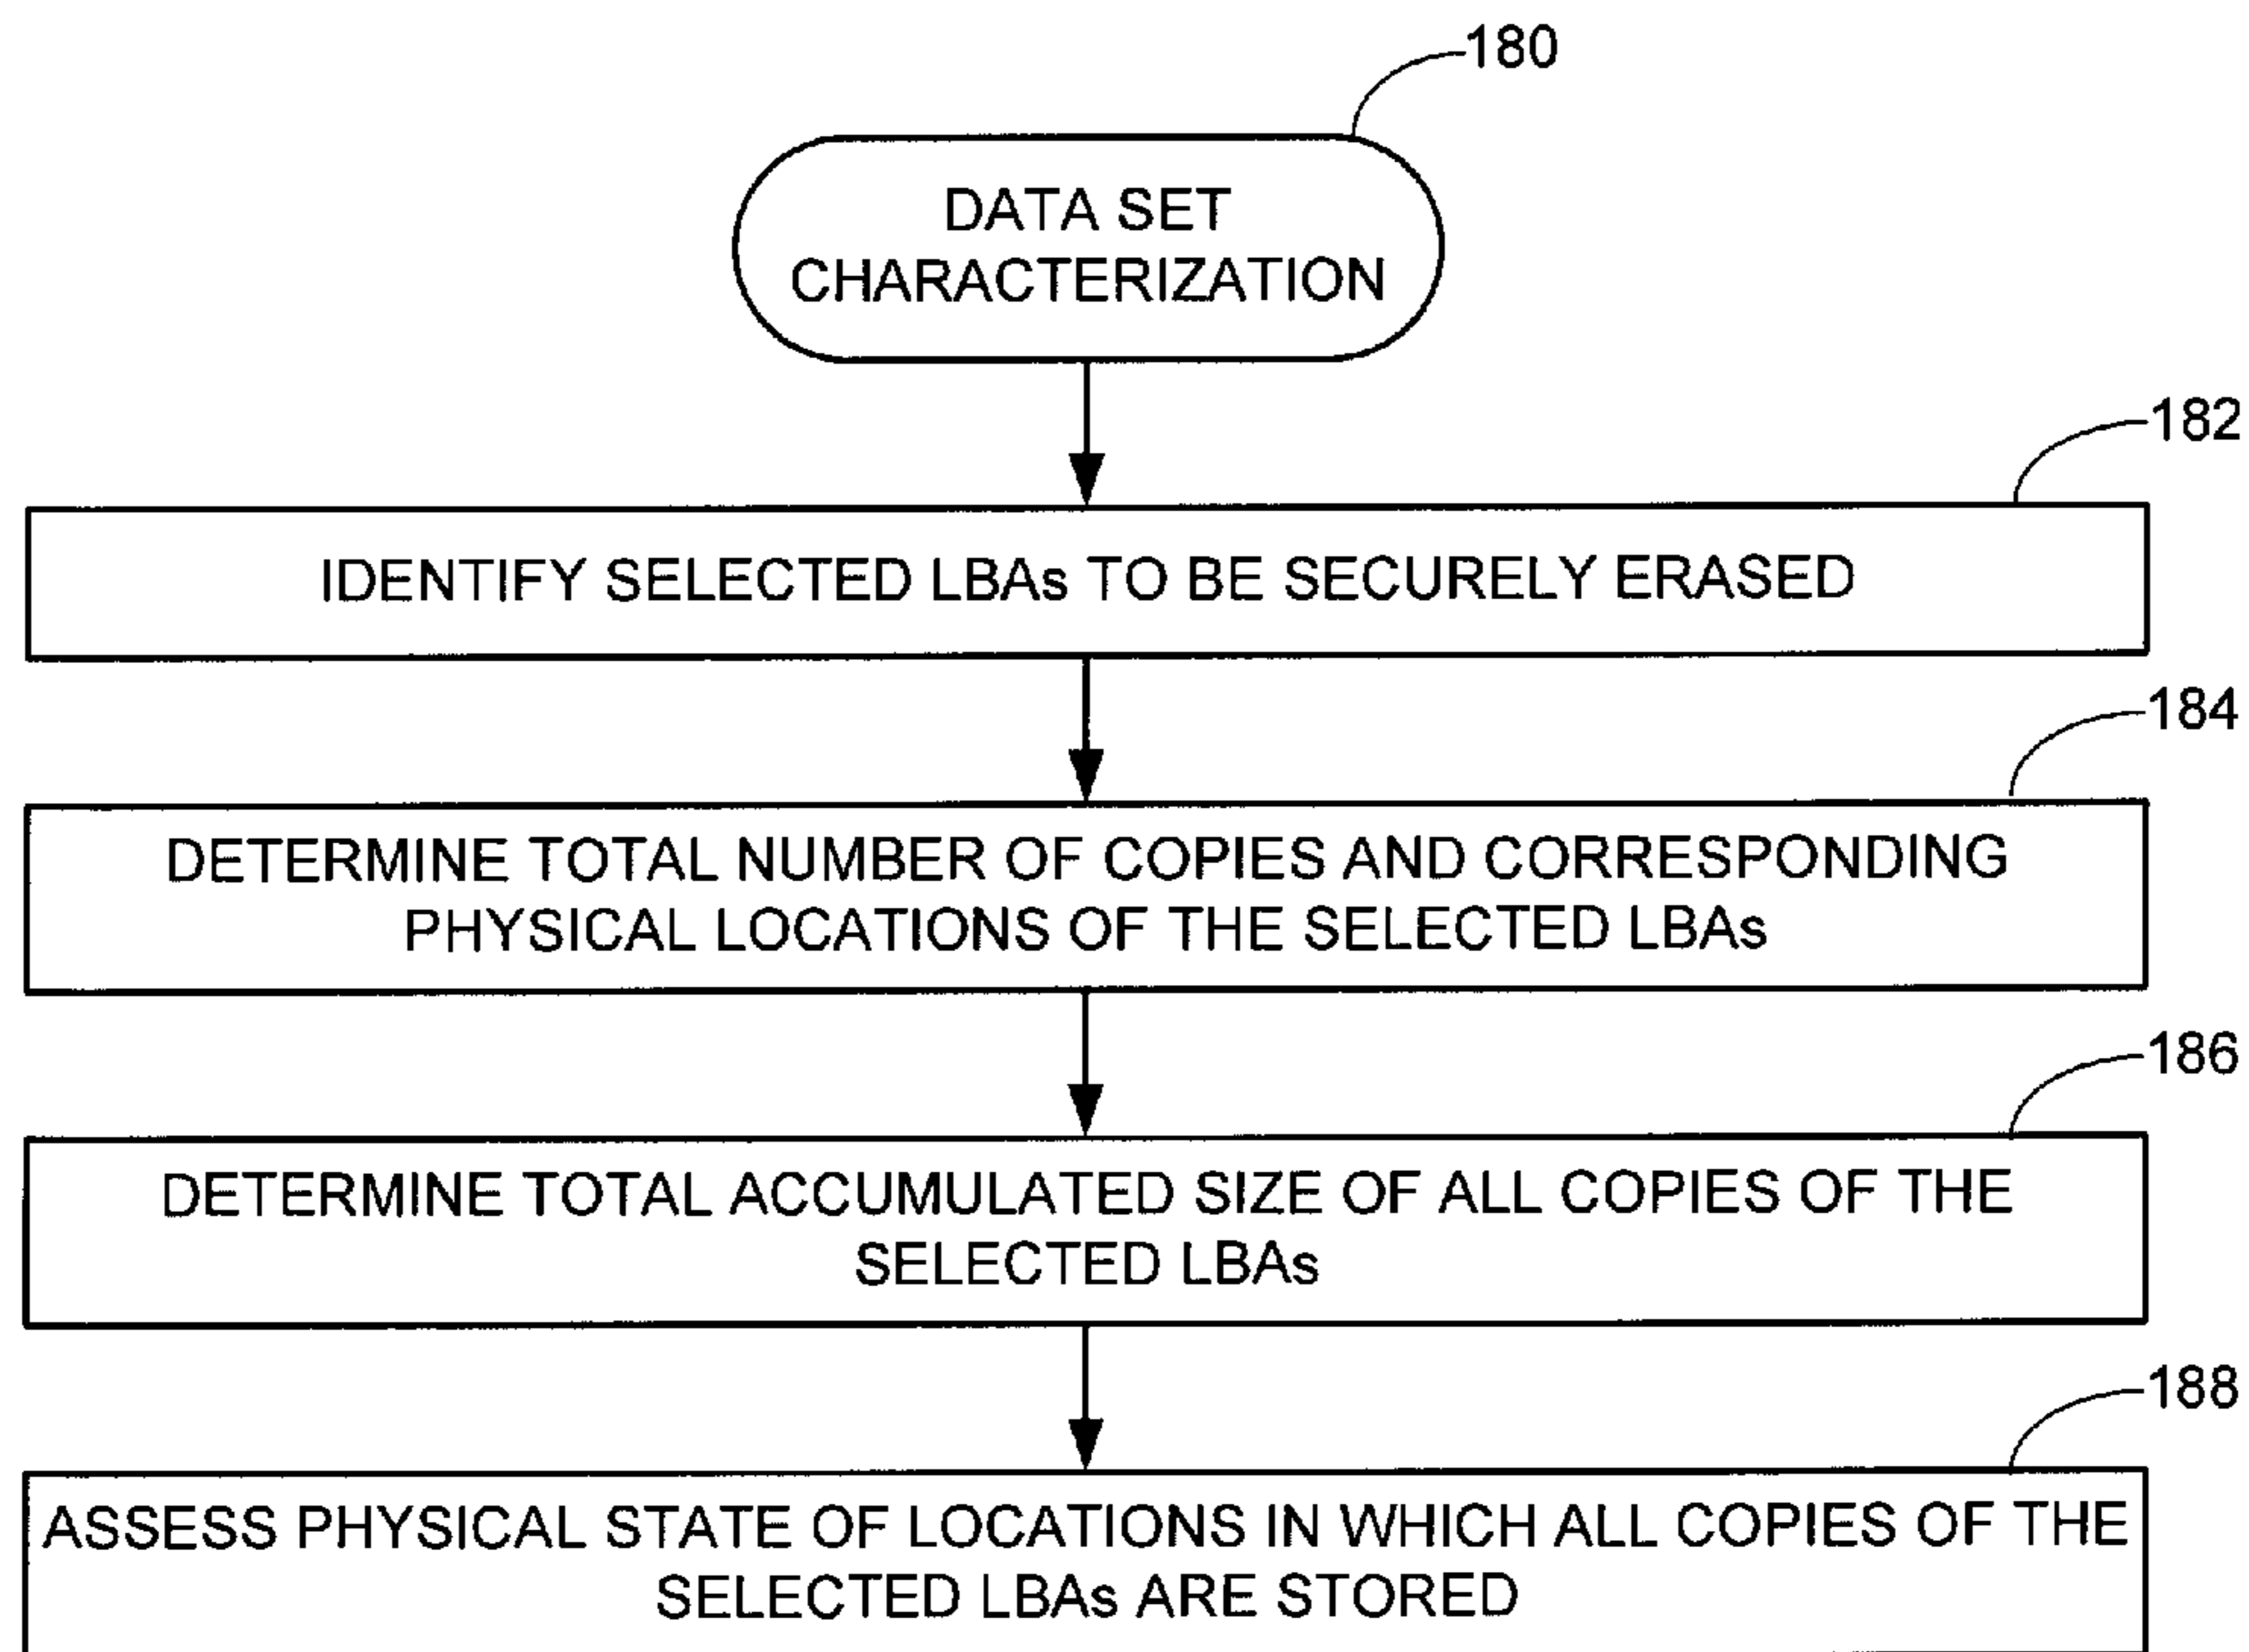 180
DATA SET
CHARACTERIZATION
182
IDENTIFY SELECTED LBAs TO BE SECURELY ERASED
184
DETERMINE TOTAL NUMBER OF COPIES AND CORRESPONDING
PHYSICAL LOCATIONS OF THE SELECTED LBAs
186
DETERMINE TOTAL ACCUMULATED SIZE OF ALL COPIES OF THE
SELECTED LBAs
188
ASSESS PHYSICAL STATE OF LOCATIONS IN WHICH ALL COPIES OF THE
SELECTED LBAs ARE STORED